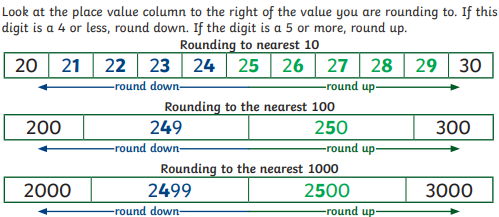 Look at the place value column to the right of the value you are rounding to. If this
digit is a 4 or less, round down. If the digit is a 5 or more, round up.
Rounding to nearest 10
20 21 22 23 24 25 26 27 28 29 30
round down round up
Rounding to the nearest 100
200 249 250 300
round down round up
Rounding to the nearest 1000
2000 2499 2500 3000
round down round up